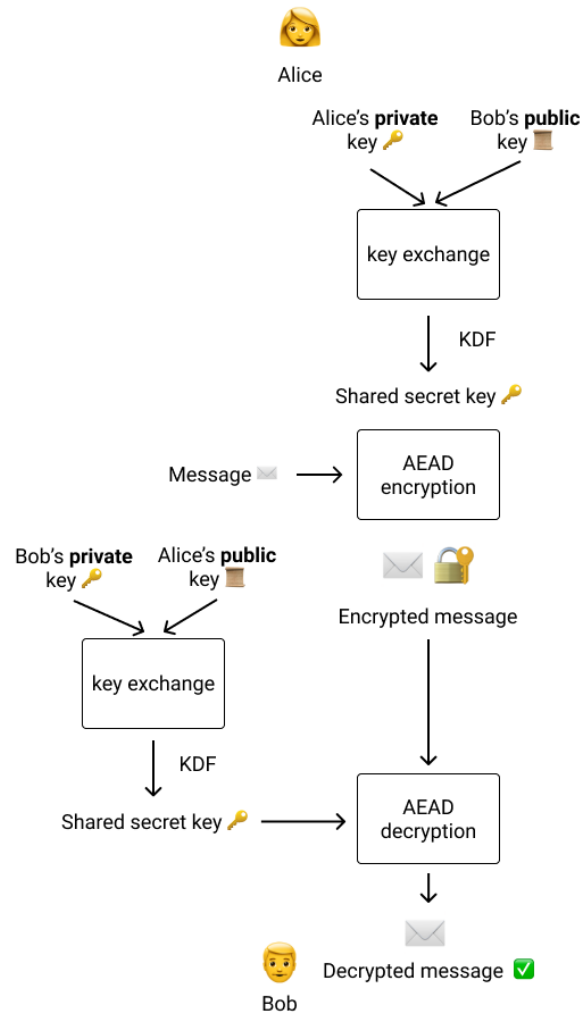 Alice
Alice's private
key
Bob's public
key
key exchange
KDF
Shared secret key
Message
AEAD
encryption
Bob's private
key
Alice's public
key
Encrypted message
key exchange
KDF
Shared secret key
AEAD
decryption
Decrypted message
Bob